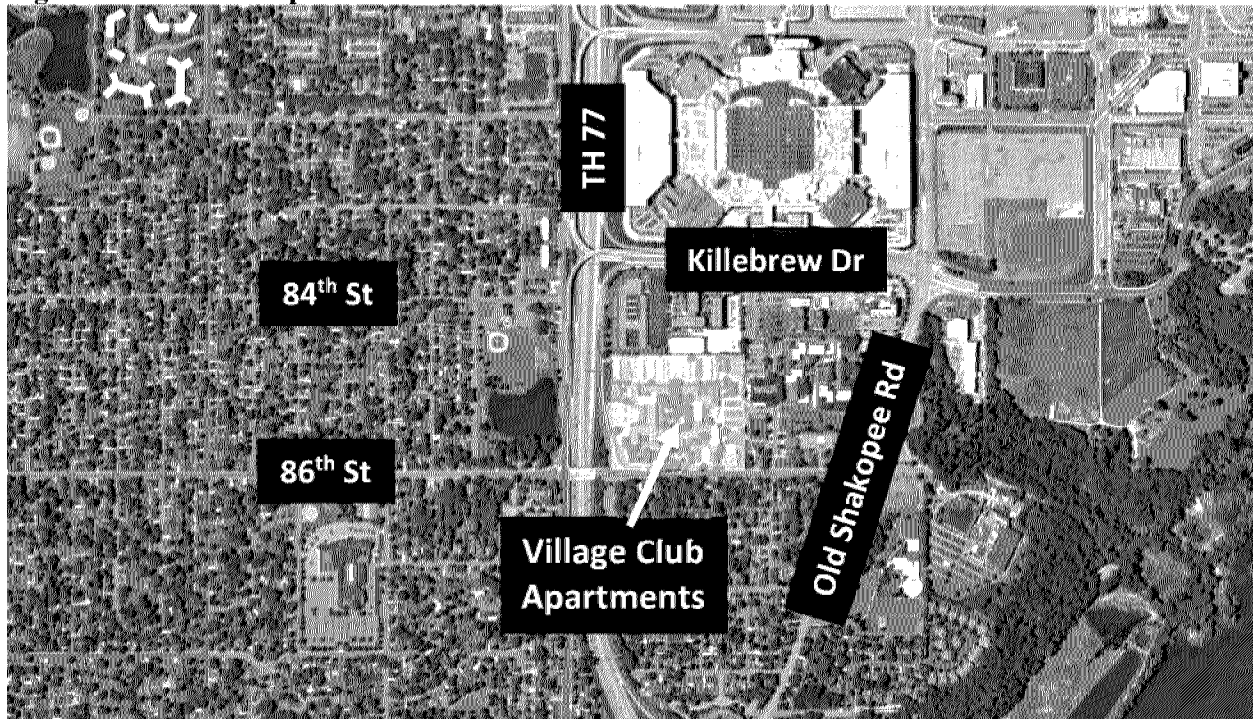 TH 77
Killebrew Dr
84th St
Old Shakopee Rd
86th St
Village Club
Apartments